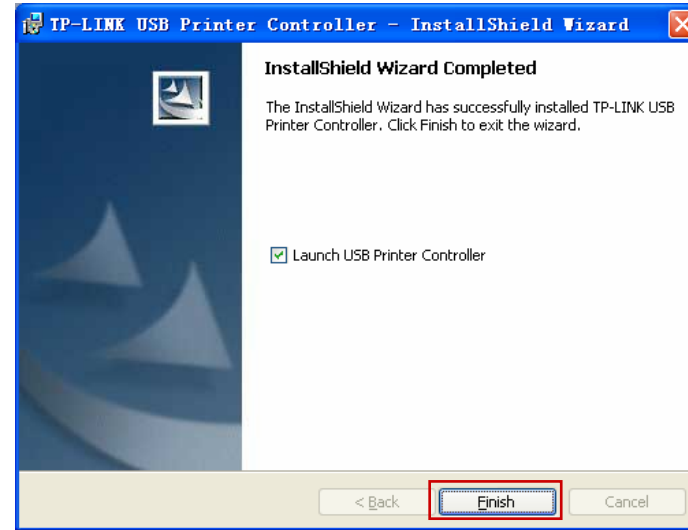 TP-LINK USB Printer Controller - InstallShield Wizard
InstallShield Wizard Completed
The InstallShield Wizard has successfully installed TP-LINK USB
Printer Controller. Click Finish to exit the wizard.
Launch USB Printer Controller
< Back Finish Cancel